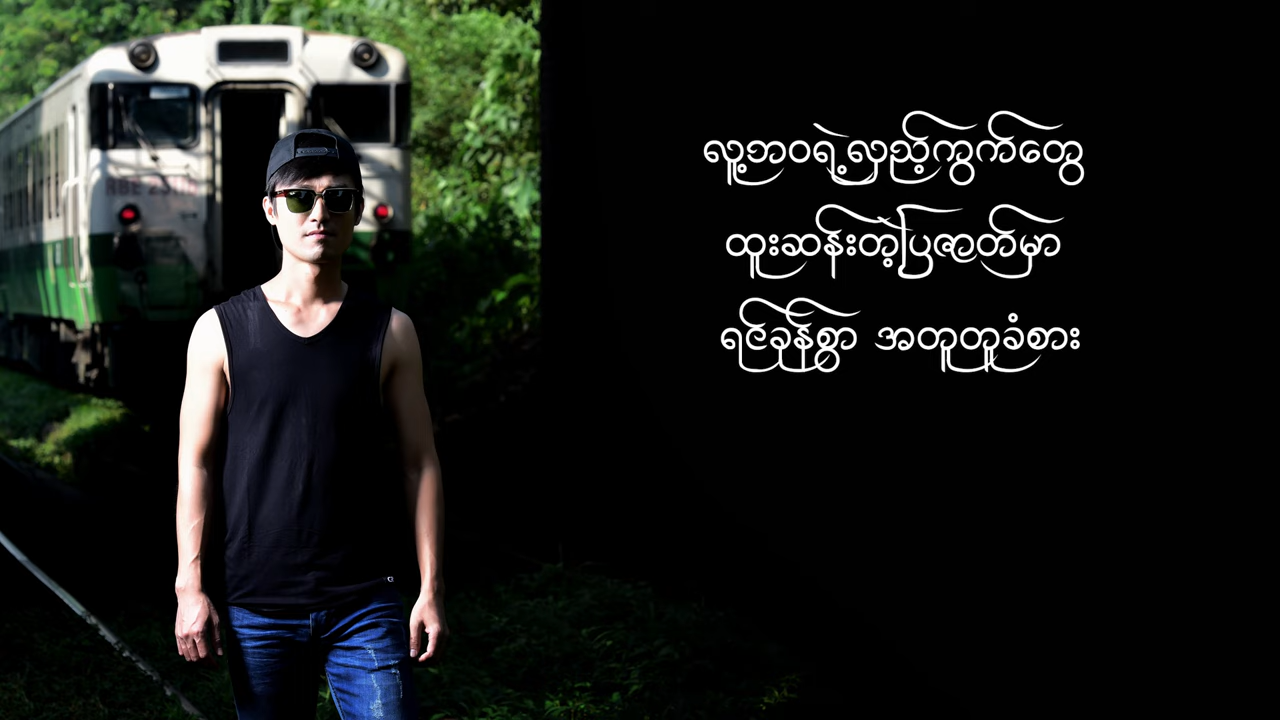 လူ့ဘဝရဲ့လှည့်ကွက်တွေ
ထူးဆန်းတဲ့ပြဇာတ်မှာ
ရင်ခုန်စွာ အတူတူခံစား